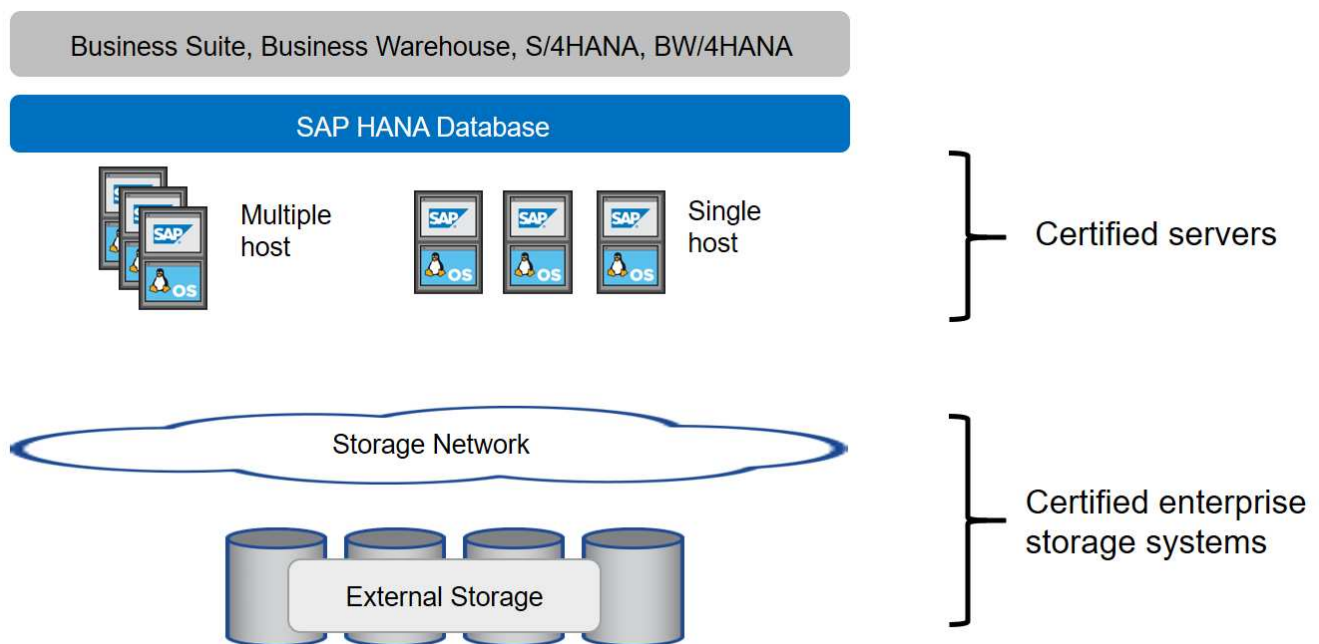 Business Suite, Business Warehouse, S/4HANA, BW/4HANA
SAP HANA Database
Multiple
host
SAP
OS
SAP
OS
SAP
OS
SAP
OS
Single
host
Certified servers
Storage Network
External Storage
Certified enterprise
storage systems